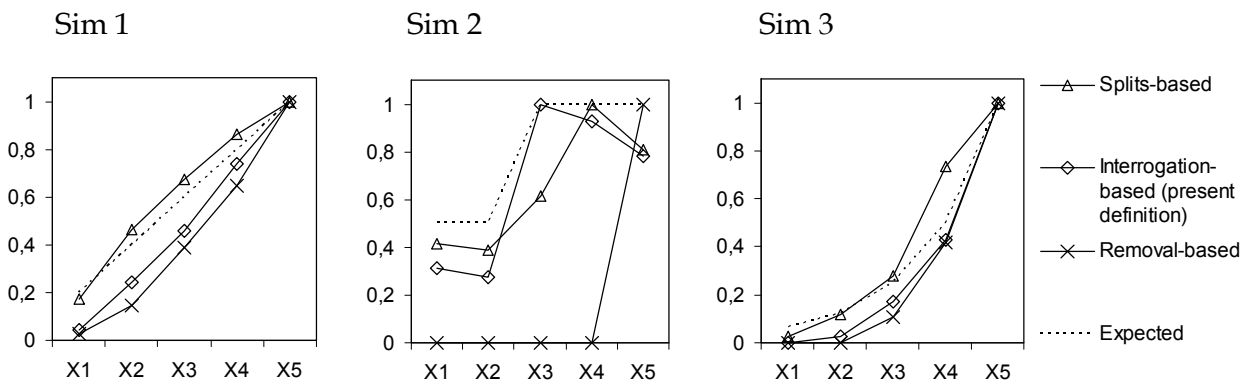 Sim 1
Sim 2
Sim 3
1
0,8
0,6
0,4
0,2
0
X1 X2 X3 X4 X5
1
0,8
0,6
0,4
0,2
0
X1 X2 X3 X4 X5
1
0,8
0,6
0,4
0,2
0
X1 X2 X3 X4 X5
Splits-based
Interrogation-
based (present
definition)
Removal-based
Expected